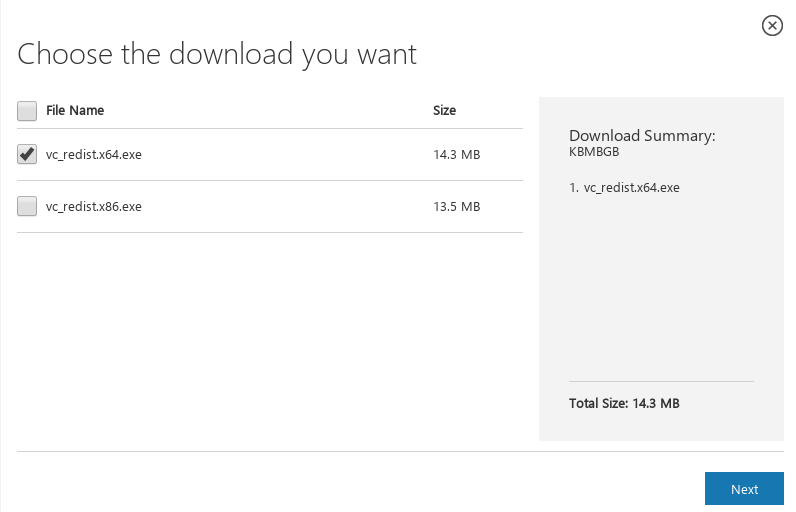 Choose the download you want
File Name Size
vc_redist.x64.exe 14.3 MB
vc_redist.x86.exe 13.5 MB
Download Summary:
KBMBGB
1. vc_redist.x64.exe
Total Size: 14.3 MB
Next